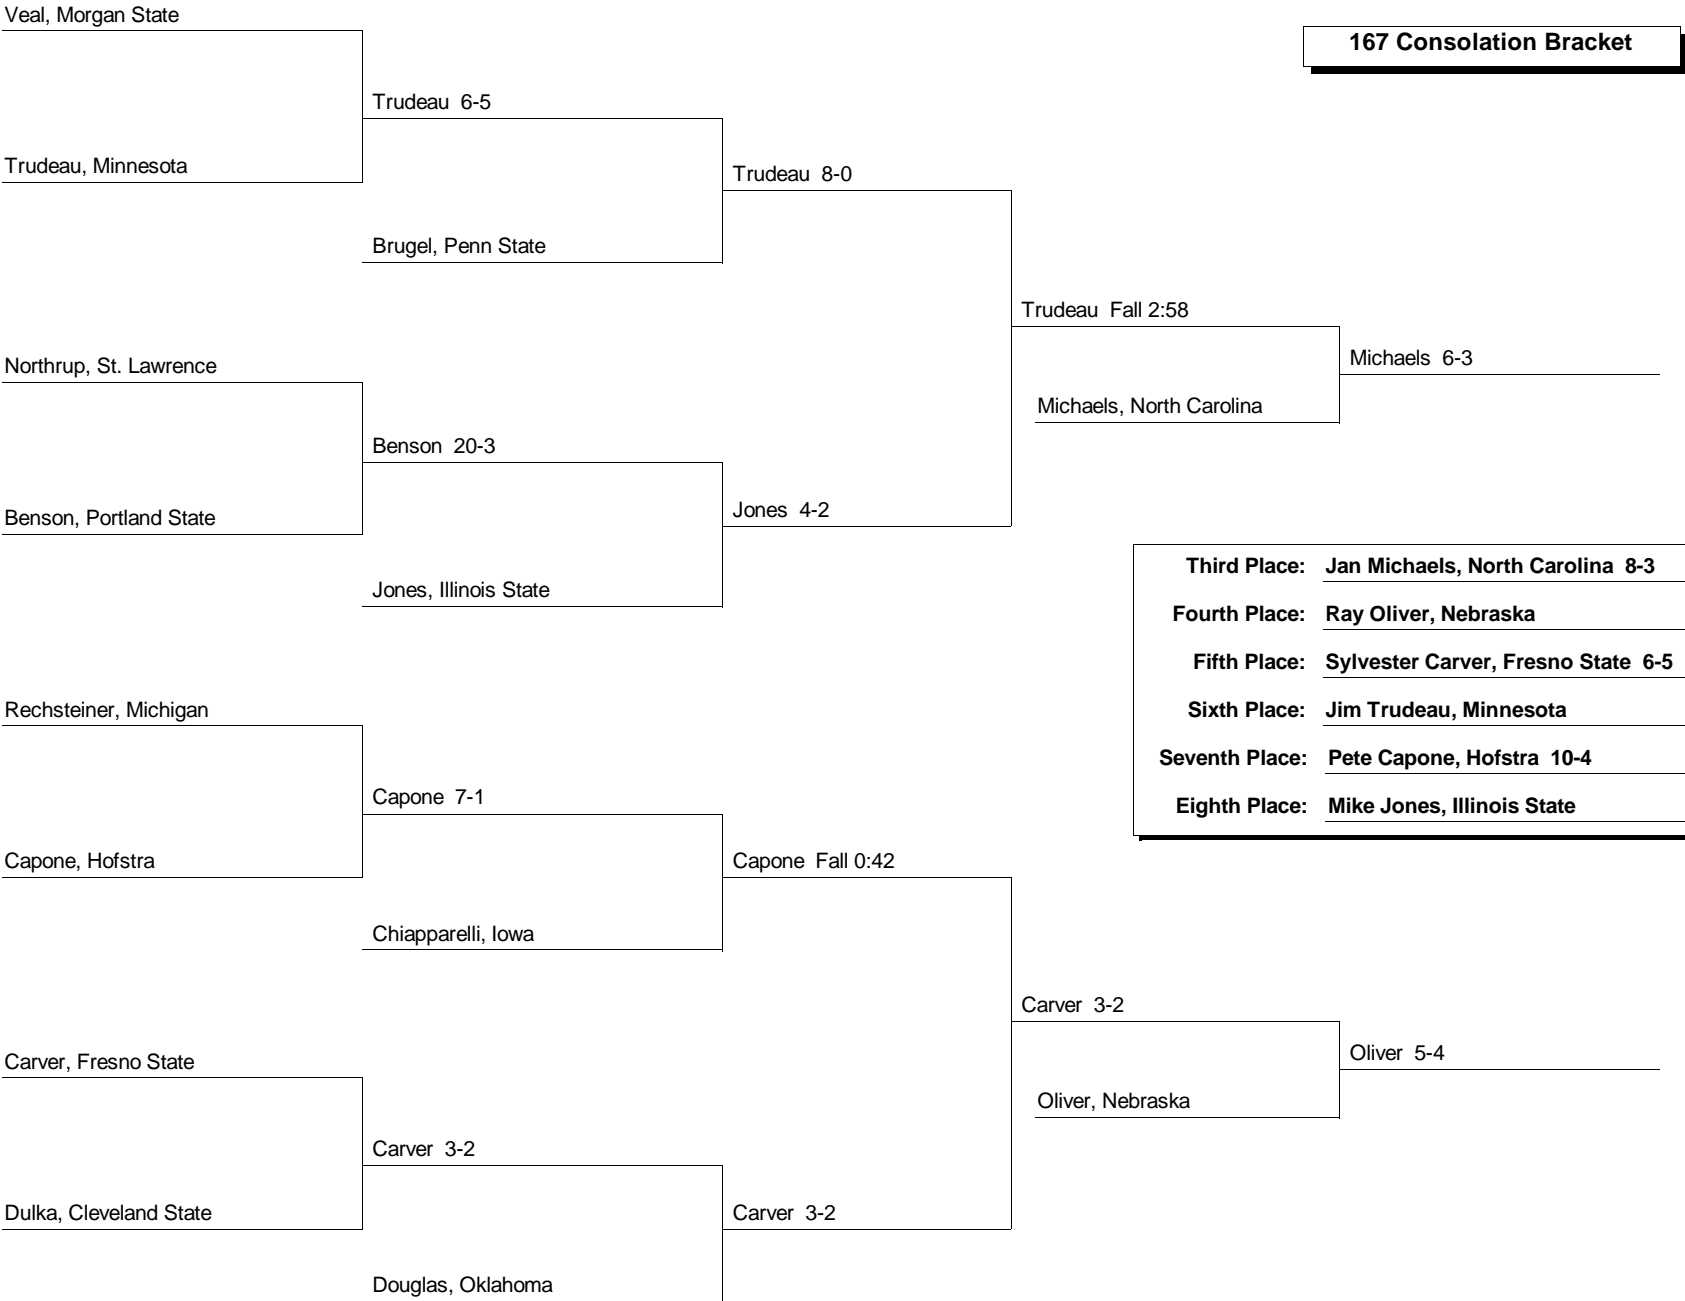 Veal, Morgan State
167 Consolation Bracket
Trudeau 6-5
Trudeau, Minnesota
Trudeau 8-0
Brugel, Penn State
Trudeau Fall 2:58
Northrup, St. Lawrence
Michaels 6-3
Michaels, North Carolina
Benson 20-3
Benson, Portland State
Jones 4-2
Jones, Illinois State
Third Place: Jan Michaels, North Carolina 8-3
Fourth Place: Ray Oliver, Nebraska
Fifth Place: Sylvester Carver, Fresno State 6-5
Sixth Place: Jim Trudeau, Minnesota
Seventh Place: Pete Capone, Hofstra 10-4
Eighth Place: Mike Jones, Illinois State
Rechsteiner, Michigan
Capone 7-1
Capone, Hofstra
Capone Fall 0:42
Chiapparelli, Iowa
Carver 3-2
Carver, Fresno State
Oliver 5-4
Oliver, Nebraska
Carver 3-2
Dulka, Cleveland State
Carver 3-2
Douglas, Oklahoma